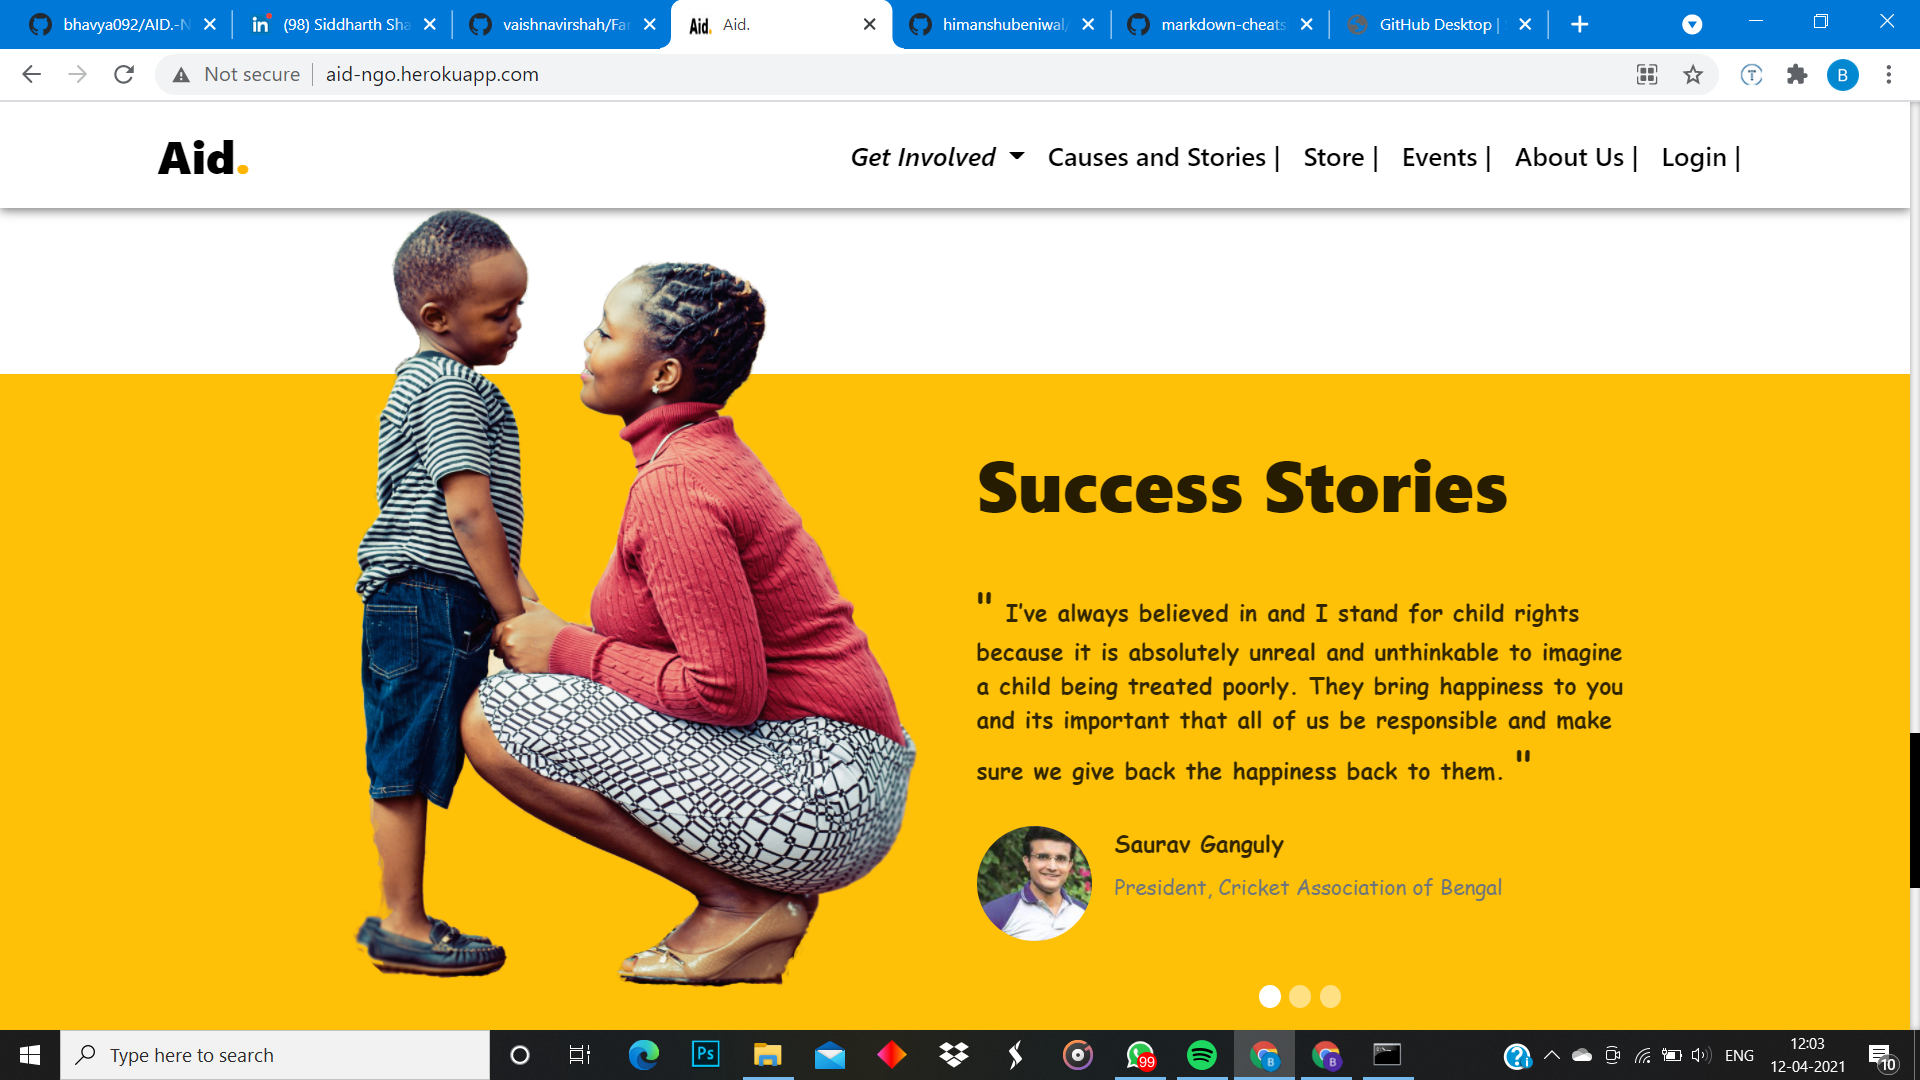 bhavya092/AID.-N
(98) Siddharth Sha
vaishnavirshah/Far
Aid.
Aid.
himanshubeniwal/
markdown-cheats
GitHub Desktop |
Not secure
aid-ngo.herokuapp.com
B
Aid.
Get Involved
Causes and Stories |
Store |
Events |
About Us |
Login |
Success Stories
" I've always believed in and I stand for child rights
because it is absolutely unreal and unthinkable to imagine
a child being treated poorly. They bring happiness to you
and its important that all of us be responsible and make
sure we give back the happiness back to them. "
Saurav Ganguly
President, Cricket Association of Bengal
Type here to search
Ps
99
B
B
ENG
12:03
12-04-2021
10